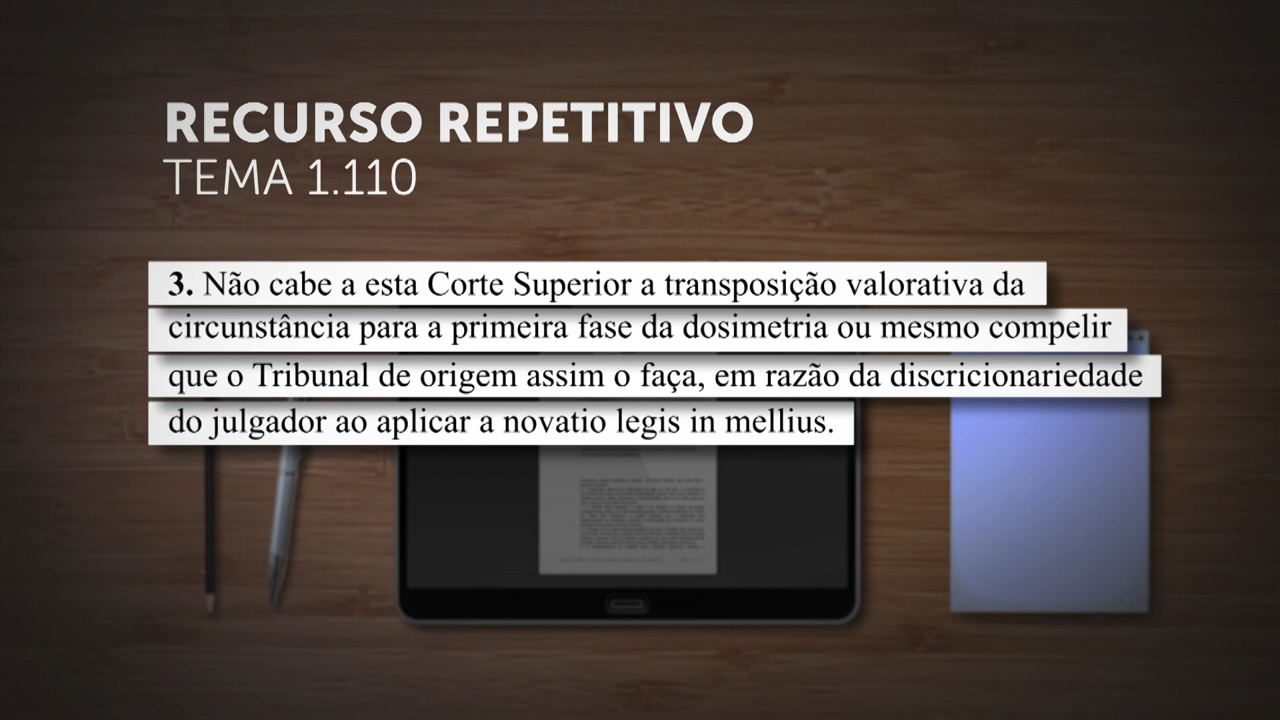 RECURSO REPETITIVO
TEMA 1.110
3. Não cabe a esta Corte Superior a transposição valorativa da
circunstância para a primeira fase da dosimetria ou mesmo compelir
que o Tribunal de origem assim o faça, em razão da discricionariedade
do julgador ao aplicar a novatio legis in mellius.